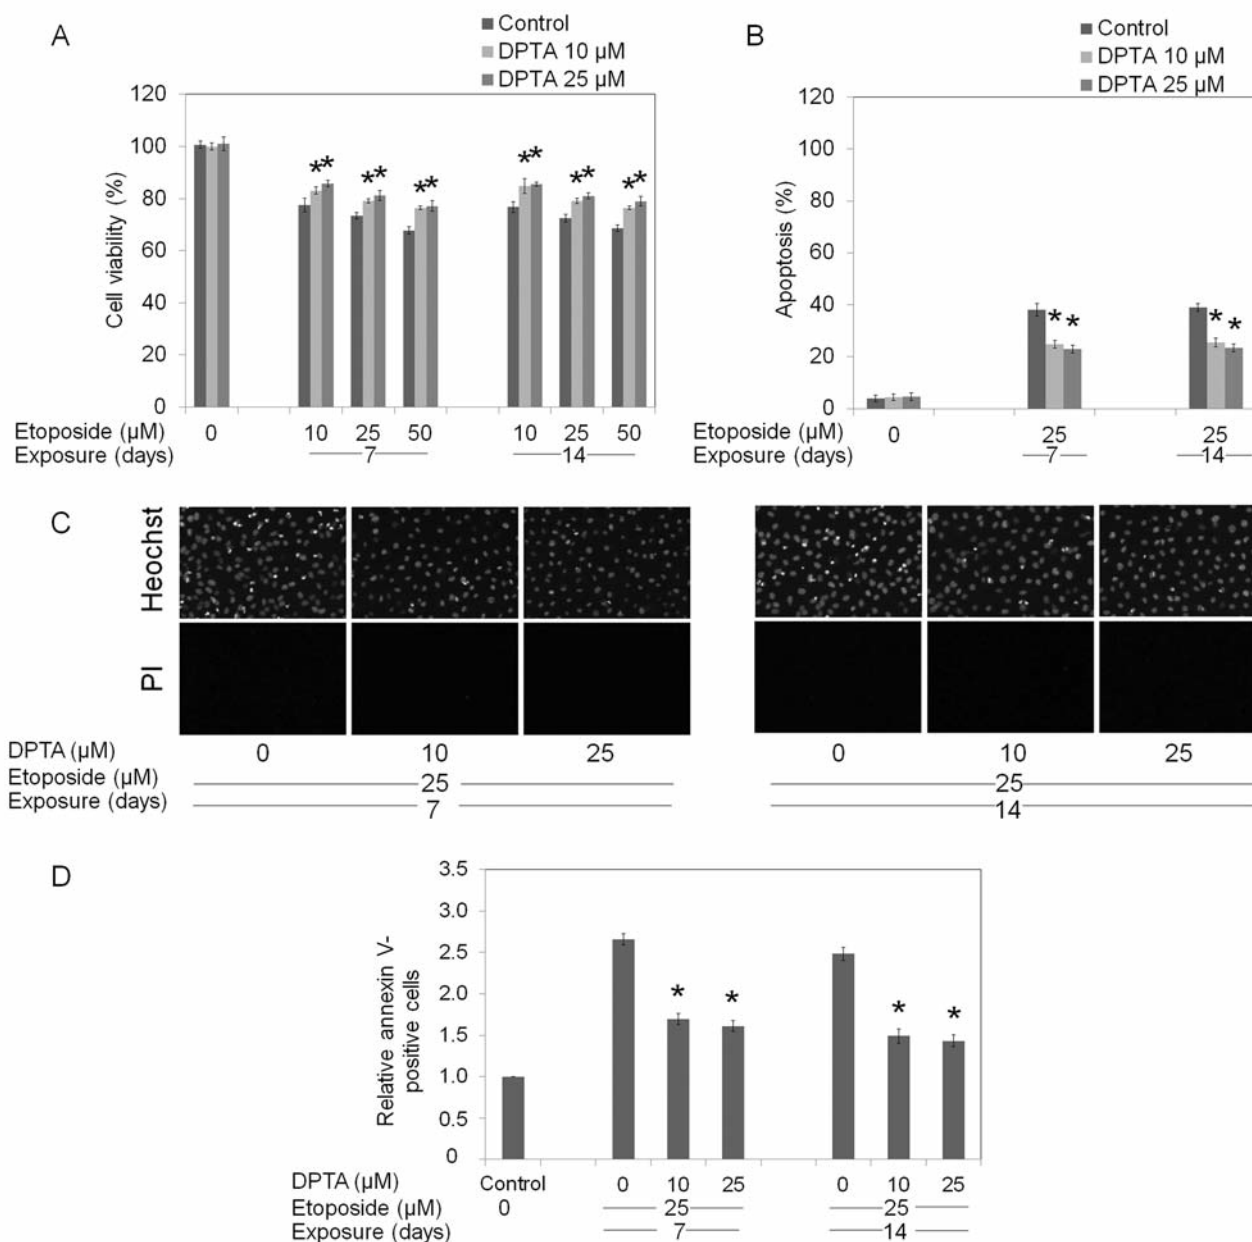 A
Control
DPTA 10 µM
DPTA 25 µM
120
100
80
60
40
20
0
Cell viability (%)
** ** ** ** ** **
Etoposide (µM) 0 10 25 50 10 25 50
Exposure (days) 7 14
B
Control
DPTA 10 µM
DPTA 25 µM
120
100
80
60
40
20
0
Apoptosis (%)
* * * *
Etoposide (µM) 0 25 25
Exposure (days) 7 14
C
Heochst
PI
DPTA (µM) 0 10 25 0 10 25
Etoposide (µM) 25 25
Exposure (days) 7 14
D
3.5
3.0
2.5
2.0
1.5
1.0
0.5
0
Relative annexin V-
positive cells
* * * *
DPTA (µM) Control 0 10 25 0 10 25
Etoposide (µM) 0 25 25
Exposure (days) 7 14